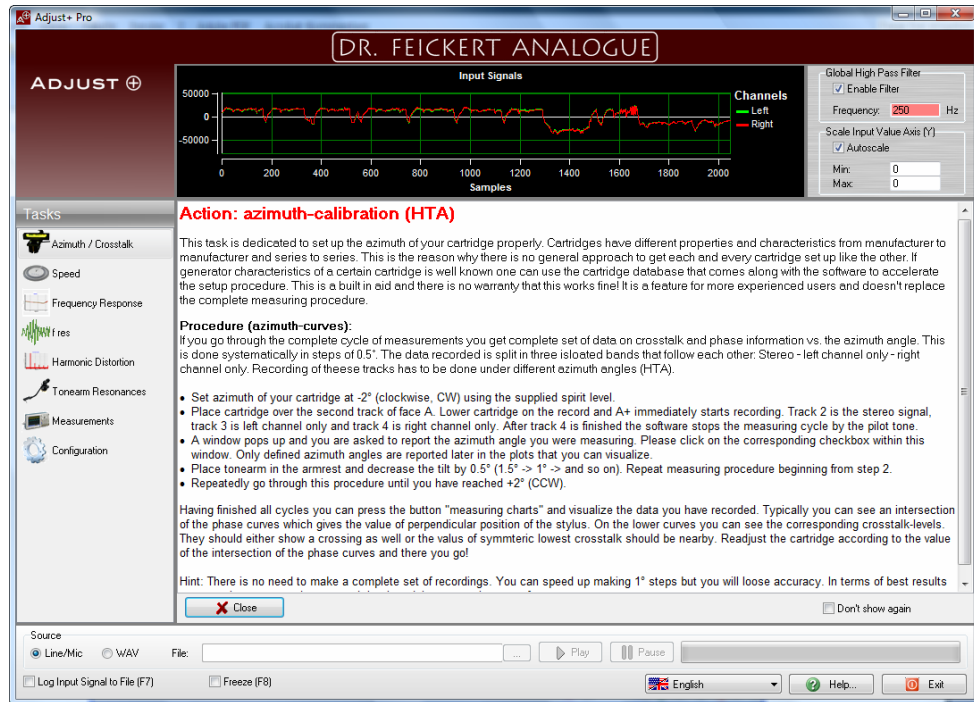 Adjust+ Pro
DR. FEICKERT ANALOGUE
ADJUST
Input Signals
50000
0
-50000
0 200 400 600 800 1000 1200 1400 1600 1800 2000
Samples
Channels
Left
Right
Global High Pass Filter
Enable Filter
Frequency: 250 Hz
Scale Input Value Axis (Y)
Autoscale
Min: 0
Max: 0
Tasks
Azimuth / Crosstalk
Speed
Frequency Response
f res
Harmonic Distortion
Tonearm Resonances
Measurements
Configuration
Action: azimuth-calibration (HTA)
This task is dedicated to set up the azimuth of your cartridge properly. Cartridges have different properties and characteristics from manufacturer to
manufacturer and series to series. This is the reason why there is no general approach to get each and every cartridge set up like the other. If
generator characteristics of a certain cartridge is well known one can use the cartridge database that comes along with the software to accelerate
the setup procedure. This is a built in aid and there is no warranty that this works fine! It is a feature for more experienced users and doesn't replace
the complete measuring procedure.
Procedure (azimuth-curves):
If you go through the complete cycle of measurements you get complete set of data on crosstalk and phase information vs. the azimuth angle. This
is done systematically in steps of 0.5°. The data recorded is split in three isloated bands that follow each other: Stereo - left channel only - right
channel only. Recording of theese tracks has to be done under different azimuth angles (HTA).
• Set azimuth of your cartridge at -2° (clockwise, CW) using the supplied spirit level.
• Place cartridge over the second track of face A. Lower cartridge on the record and A+ immediately starts recording. Track 2 is the stereo signal,
track 3 is left channel only and track 4 is right channel only. After track 4 is finished the software stops the measuring cycle by the pilot tone.
• A window pops up and you are asked to report the azimuth angle you were measuring. Please click on the corresponding checkbox within this
window. Only defined azimuth angles are reported later in the plots that you can visualize.
• Place tonearm in the armrest and decrease the tilt by 0.5° (1.5° -> 1° -> and so on). Repeat measuring procedure beginning from step 2.
• Repeatedly go through this procedure until you have reached +2° (CCW).
Having finished all cycles you can press the button "measuring charts" and visualize the data you have recorded. Typically you can see an intersection
of the phase curves which gives the value of perpendicular position of the stylus. On the lower curves you can see the corresponding crosstalk-levels.
They should either show a crossing as well or the valus of symmteric lowest crosstalk should be nearby. Readjust the cartridge according to the value
of the intersection of the phase curves and there you go!
Hint: There is no need to make a complete set of recordings. You can speed up making 1° steps but you will loose accuracy. In terms of best results
Close
Don't show again
Source
Line/Mic
WAV
File:
...
Play
Pause
Log Input Signal to File (F7)
Freeze (F8)
English
Help...
Exit